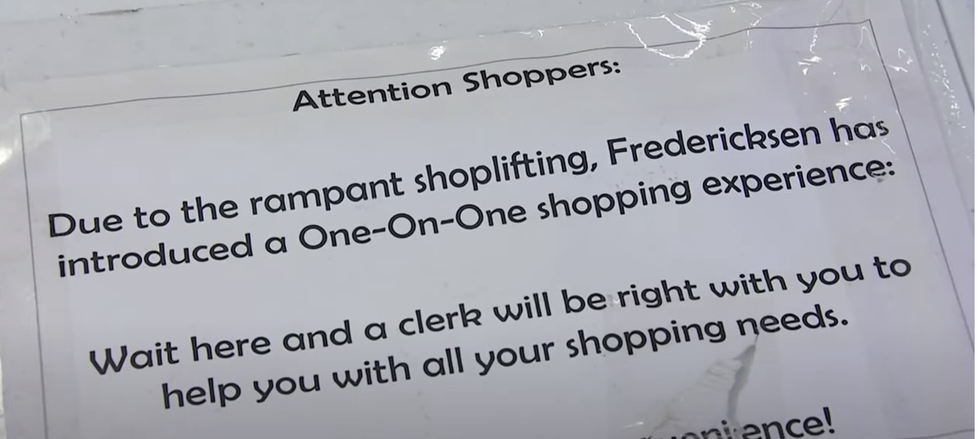 Attention Shoppers:
Due to the rampant shoplifting, Fredericksen has
introduced a One-On-One shopping experience:
Wait here and a clerk will be right with you to
help you with all your shopping needs.